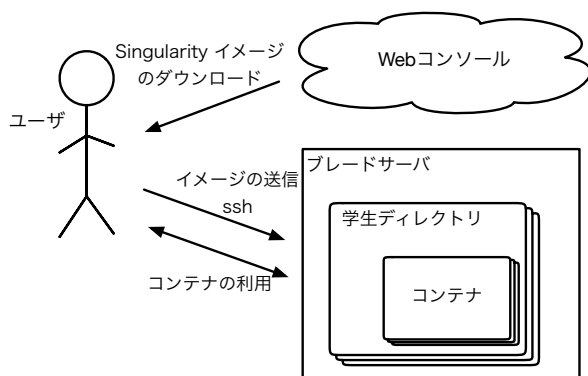 Singularity イメージ
のダウンロード
Webコンソール
ユーザ
ブレードサーバ
イメージの送信
ssh
学生ディレクトリ
コンテナの利用
コンテナ